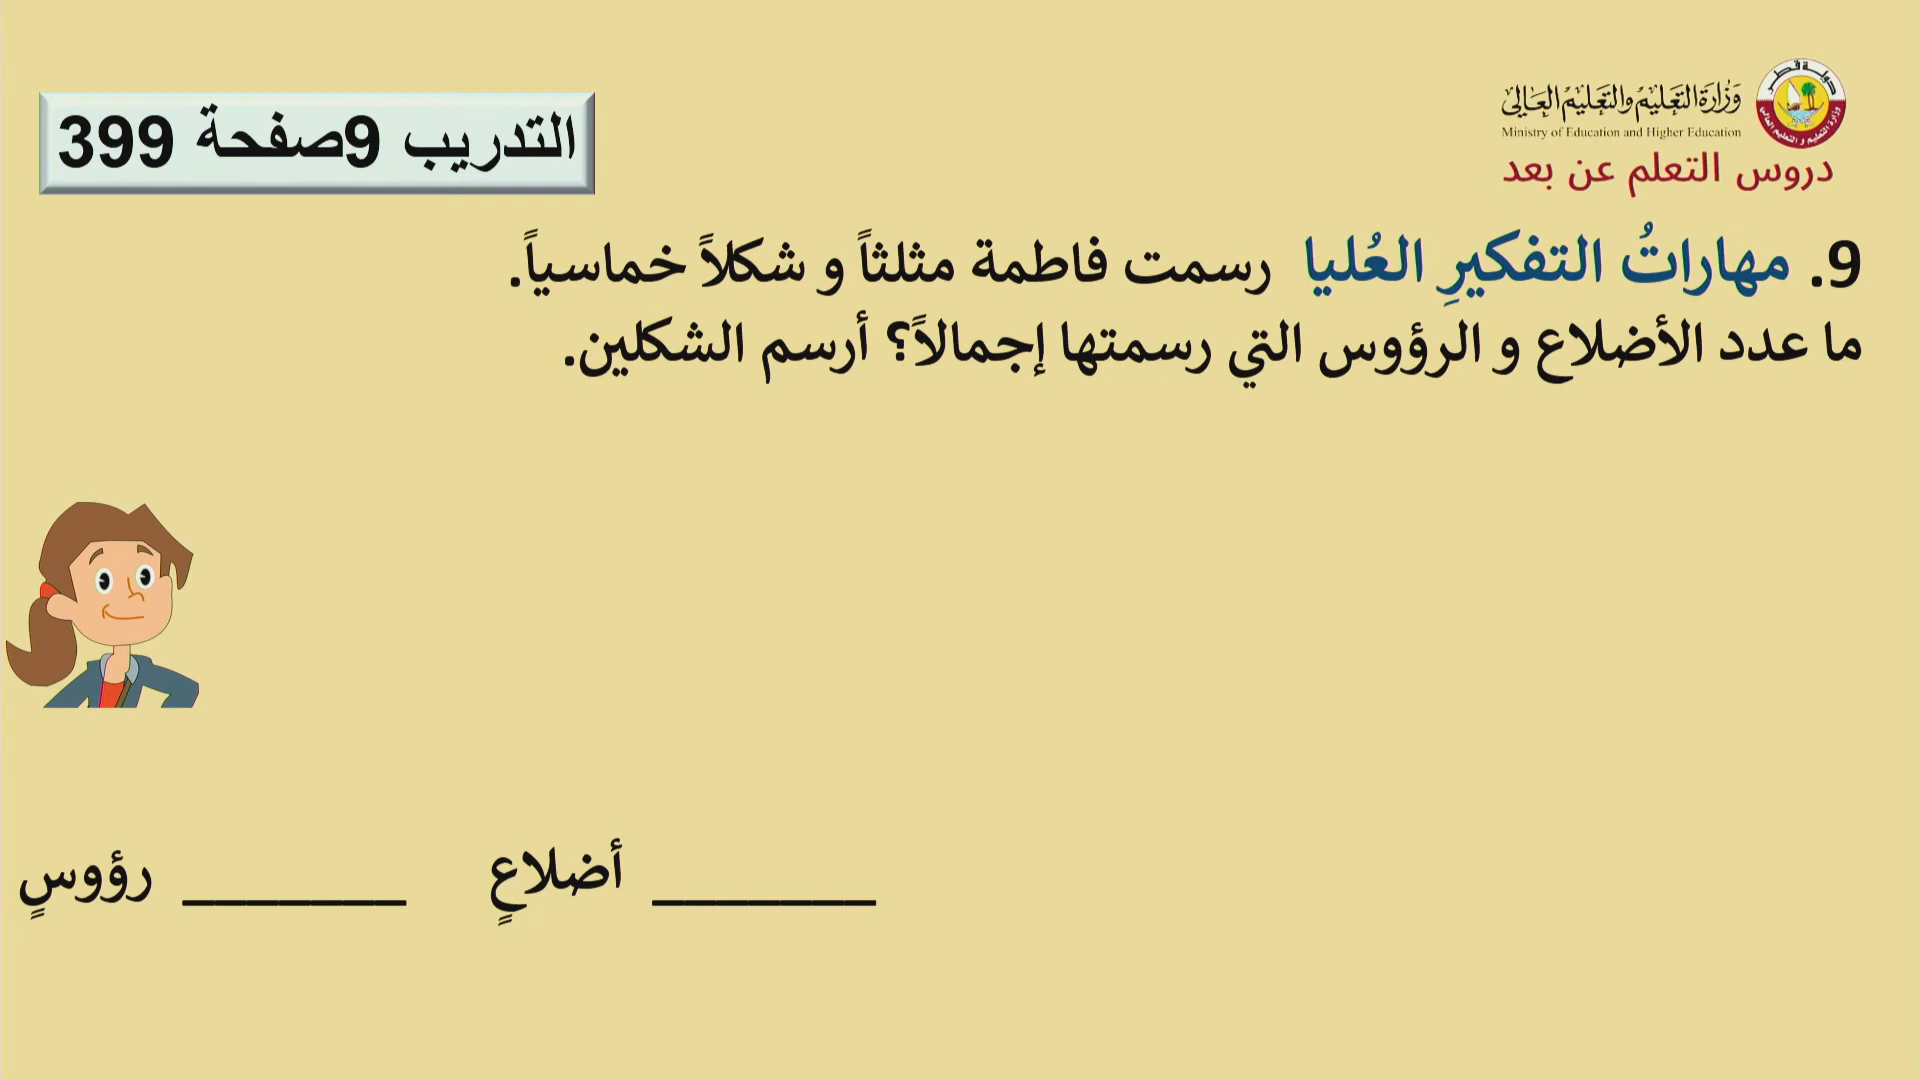 وزارة التعليم والتعليم العالي
Ministry of Education and Higher Education
دروس التعلم عن بعد
التدريب 9صفحة 399
9. مهاراتُ التفكيرِ العُليا رسمت فاطمة مثلثاً و شكلاً خماسياً.
ما عدد الأضلاع و الرؤوس التي رسمتها إجمالاً؟ أرسم الشكلين.
_______ أضلاعٍ _______ رؤوسٍ